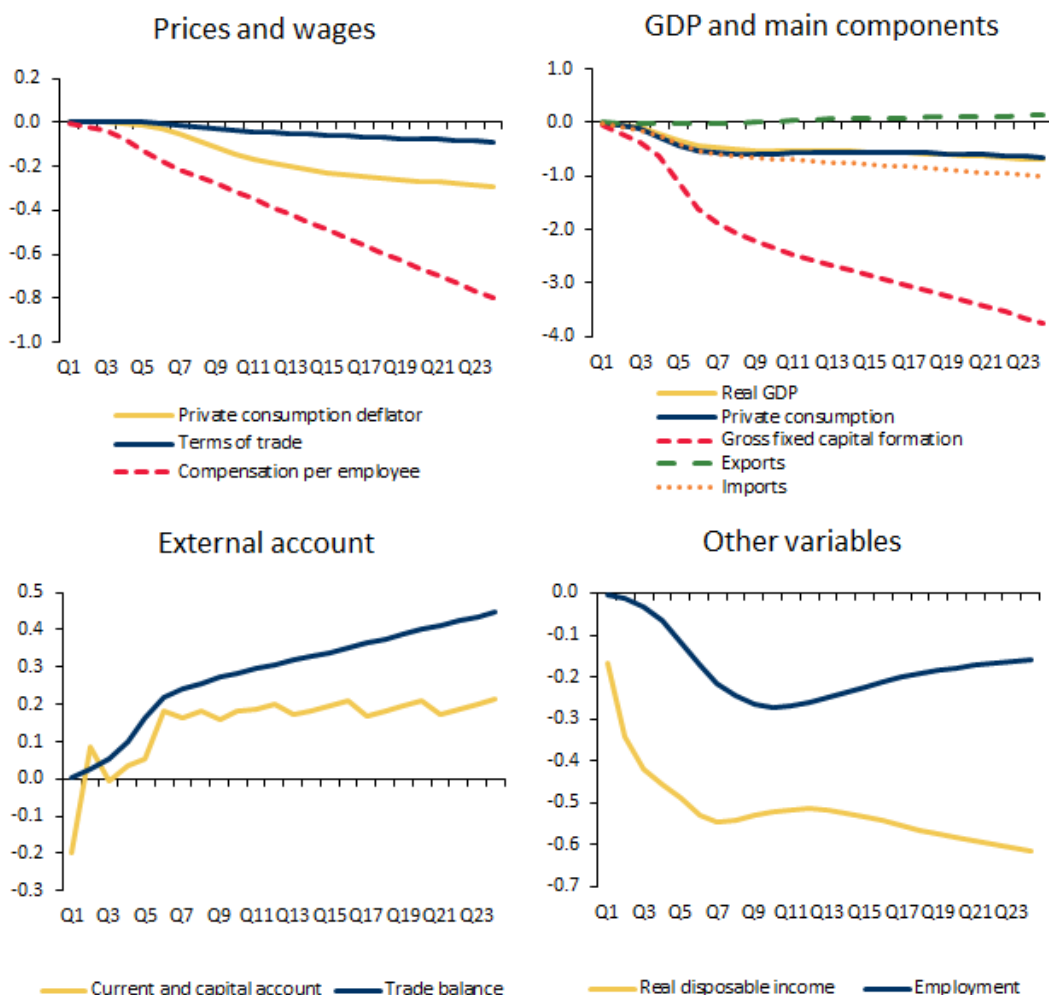 Prices and wages
0.2
0.0
-0.2
-0.4
-0.6
-0.8
-1.0
Q1 Q3 Q5 Q7 Q9 Q11 Q13 Q15 Q17 Q19 Q21 Q23
Private consumption deflator
Terms of trade
Compensation per employee
GDP and main components
1.0
0.0
-1.0
-2.0
-3.0
-4.0
Q1 Q3 Q5 Q7 Q9 Q11 Q13 Q15 Q17 Q19 Q21 Q23
Real GDP
Private consumption
Gross fixed capital formation
Exports
Imports
External account
0.5
0.4
0.3
0.2
0.1
0.0
-0.1
-0.2
-0.3
Q1 Q3 Q5 Q7 Q9 Q11 Q13 Q15 Q17 Q19 Q21 Q23
Current and capital account Trade balance
Other variables
0.0
-0.1
-0.2
-0.3
-0.4
-0.5
-0.6
-0.7
Q1 Q3 Q5 Q7 Q9 Q11 Q13 Q15 Q17 Q19 Q21 Q23
Real disposable income Employment